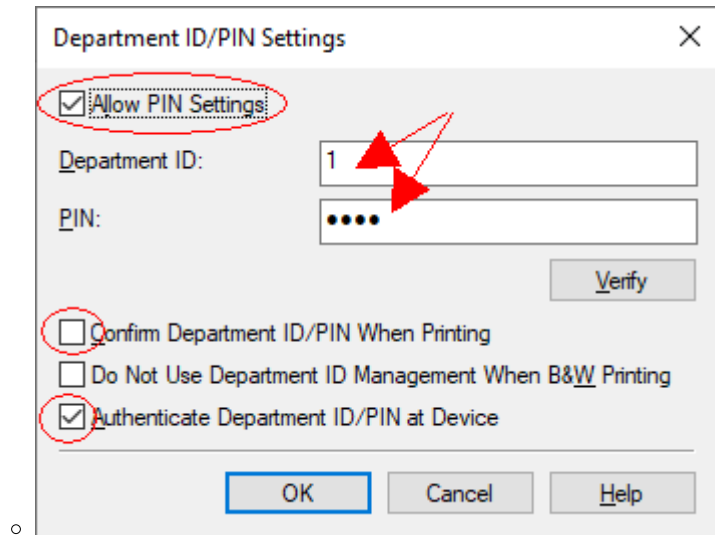 Department ID/PIN Settings
Allow PIN Settings
Department ID: 1
PIN: ••••
Verify
Confirm Department ID/PIN When Printing
Do Not Use Department ID Management When B&W Printing
Authenticate Department ID/PIN at Device
OK Cancel Help